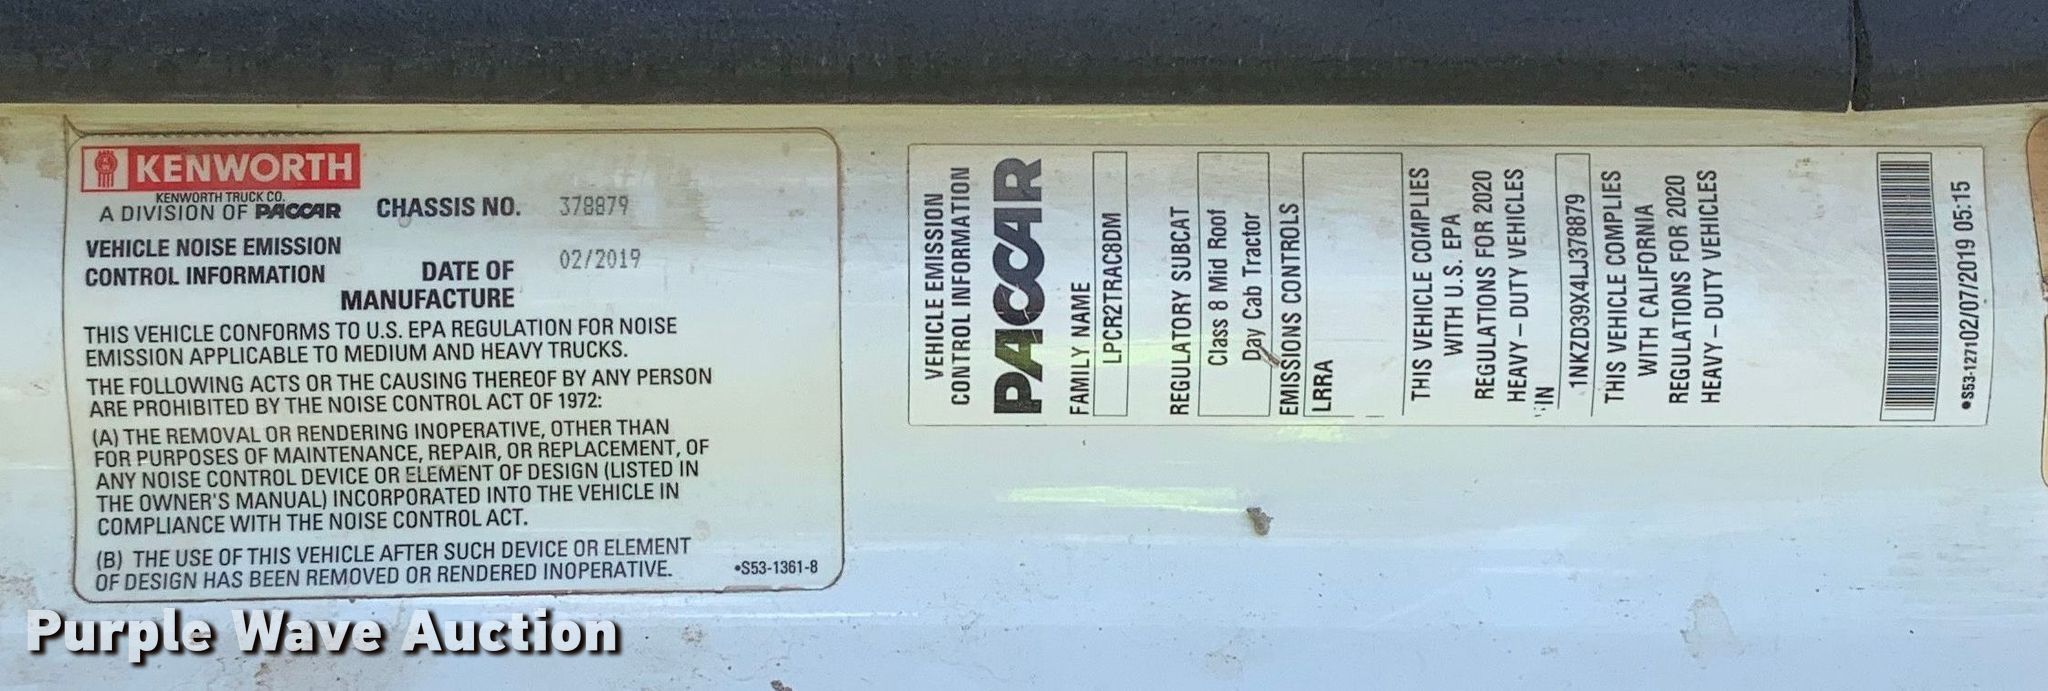 KENWORTH
KENWORTH TRUCK CO.
A DIVISION OF PACCAR
CHASSIS NO. 378879
VEHICLE NOISE EMISSION
CONTROL INFORMATION
DATE OF 02/2019
MANUFACTURE
THIS VEHICLE CONFORMS TO U.S. EPA REGULATION FOR NOISE
EMISSION APPLICABLE TO MEDIUM AND HEAVY TRUCKS.
THE FOLLOWING ACTS OR THE CAUSING THEREOF BY ANY PERSON
ARE PROHIBITED BY THE NOISE CONTROL ACT OF 1972:
(A) THE REMOVAL OR RENDERING INOPERATIVE, OTHER THAN
FOR PURPOSES OF MAINTENANCE, REPAIR, OR REPLACEMENT, OF
ANY NOISE CONTROL DEVICE OR ELEMENT OF DESIGN (LISTED IN
THE OWNER'S MANUAL) INCORPORATED INTO THE VEHICLE IN
COMPLIANCE WITH THE NOISE CONTROL ACT.
(B) THE USE OF THIS VEHICLE AFTER SUCH DEVICE OR ELEMENT
OF DESIGN HAS BEEN REMOVED OR RENDERED INOPERATIVE.
•S53-1361-8
VEHICLE EMISSION
CONTROL INFORMATION
PACCAR
FAMILY NAME
LPCR2TRAC8DM
REGULATORY SUBCAT
Class 8 Mid Roof
Day Cab Tractor
EMISSIONS CONTROLS
LRRA
THIS VEHICLE COMPLIES
WITH U.S. EPA
REGULATIONS FOR 2020
HEAVY – DUTY VEHICLES
VIN
1NKZD39X4LJ378879
THIS VEHICLE COMPLIES
WITH CALIFORNIA
REGULATIONS FOR 2020
HEAVY – DUTY VEHICLES
•S53-127102/07/2019 05:15
Purple Wave Auction